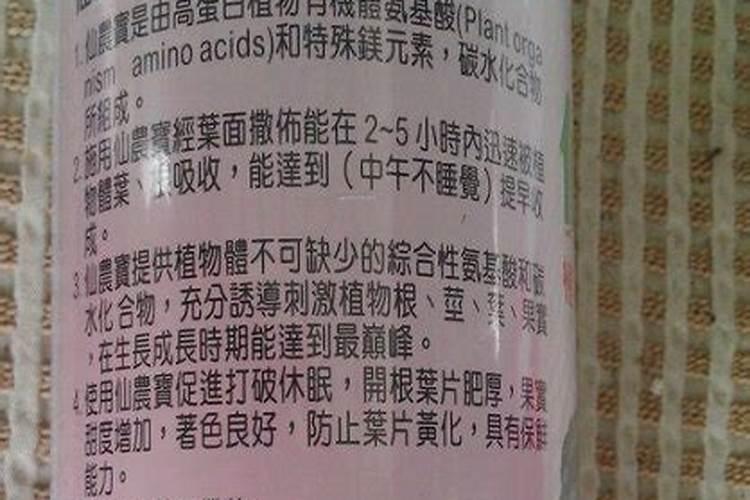 1. 仙農寶是由高蛋白植物有機體氨基酸(Plant orga
mism amino acids)和特殊鎂元素，碳水化合物
所組成。
2. 施用仙農寶經葉面撒佈能在 2~5 小時內迅速被植
物體葉、吸收，能達到（中午不睡覺）提早收
成。
3. 仙農寶提供植物體不可缺少的綜合性氨基酸和碳
水化合物，充分誘導刺激植物根、莖、葉、果實
，在生長成長時期能達到最巔峰。
4. 使用仙農寶促進打破休眠，開根葉片肥厚，果實
甜度增加，著色良好，防止葉片黃化，具有保鮮
能力。